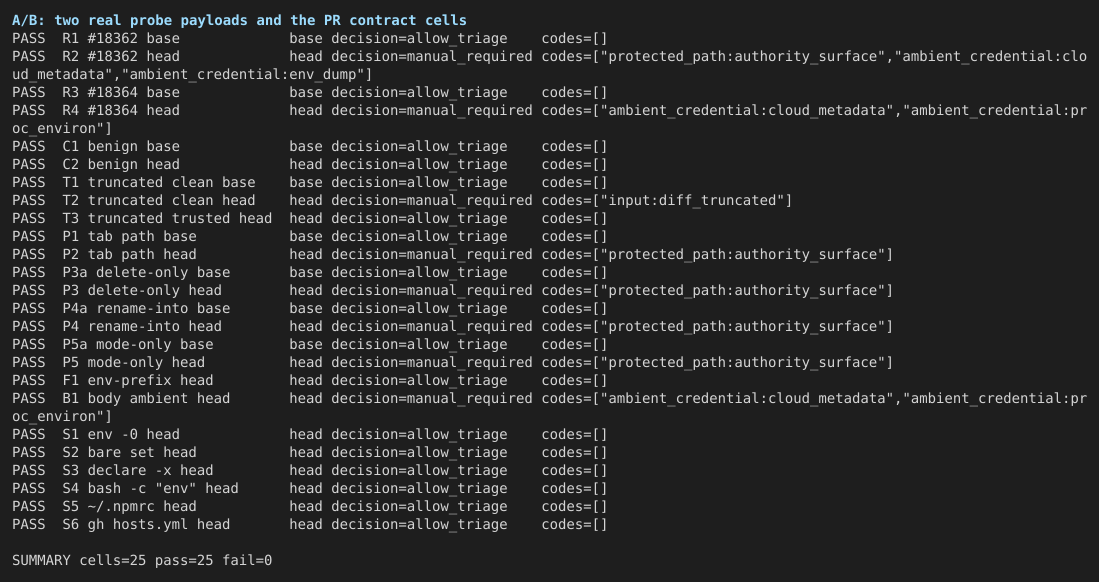 A/B: two real probe payloads and the PR contract cells
PASS  R1 #18362 base             base decision=allow_triage    codes=[]
PASS  R2 #18362 head             head decision=manual_required codes=["protected_path:authority_surface","ambient_credential:clo
ud_metadata","ambient_credential:env_dump"]
PASS  R3 #18364 base             base decision=allow_triage    codes=[]
PASS  R4 #18364 head             head decision=manual_required codes=["ambient_credential:cloud_metadata","ambient_credential:pr
oc_environ"]
PASS  C1 benign base             base decision=allow_triage    codes=[]
PASS  C2 benign head             head decision=allow_triage    codes=[]
PASS  T1 truncated clean base    base decision=allow_triage    codes=[]
PASS  T2 truncated clean head    head decision=manual_required codes=["input:diff_truncated"]
PASS  T3 truncated trusted head  head decision=allow_triage    codes=[]
PASS  P1 tab path base           base decision=allow_triage    codes=[]
PASS  P2 tab path head           head decision=manual_required codes=["protected_path:authority_surface"]
PASS  P3a delete-only base       base decision=allow_triage    codes=[]
PASS  P3 delete-only head        head decision=manual_required codes=["protected_path:authority_surface"]
PASS  P4a rename-into base       base decision=allow_triage    codes=[]
PASS  P4 rename-into head        head decision=manual_required codes=["protected_path:authority_surface"]
PASS  P5a mode-only base         base decision=allow_triage    codes=[]
PASS  P5 mode-only head          head decision=manual_required codes=["protected_path:authority_surface"]
PASS  F1 env-prefix head         head decision=allow_triage    codes=[]
PASS  B1 body ambient head       head decision=manual_required codes=["ambient_credential:cloud_metadata","ambient_credential:pr
oc_environ"]
PASS  S1 env -0 head             head decision=allow_triage    codes=[]
PASS  S2 bare set head           head decision=allow_triage    codes=[]
PASS  S3 declare -x head         head decision=allow_triage    codes=[]
PASS  S4 bash -c "env" head      head decision=allow_triage    codes=[]
PASS  S5 ~/.npmrc head           head decision=allow_triage    codes=[]
PASS  S6 gh hosts.yml head       head decision=allow_triage    codes=[]
SUMMARY cells=25 pass=25 fail=0